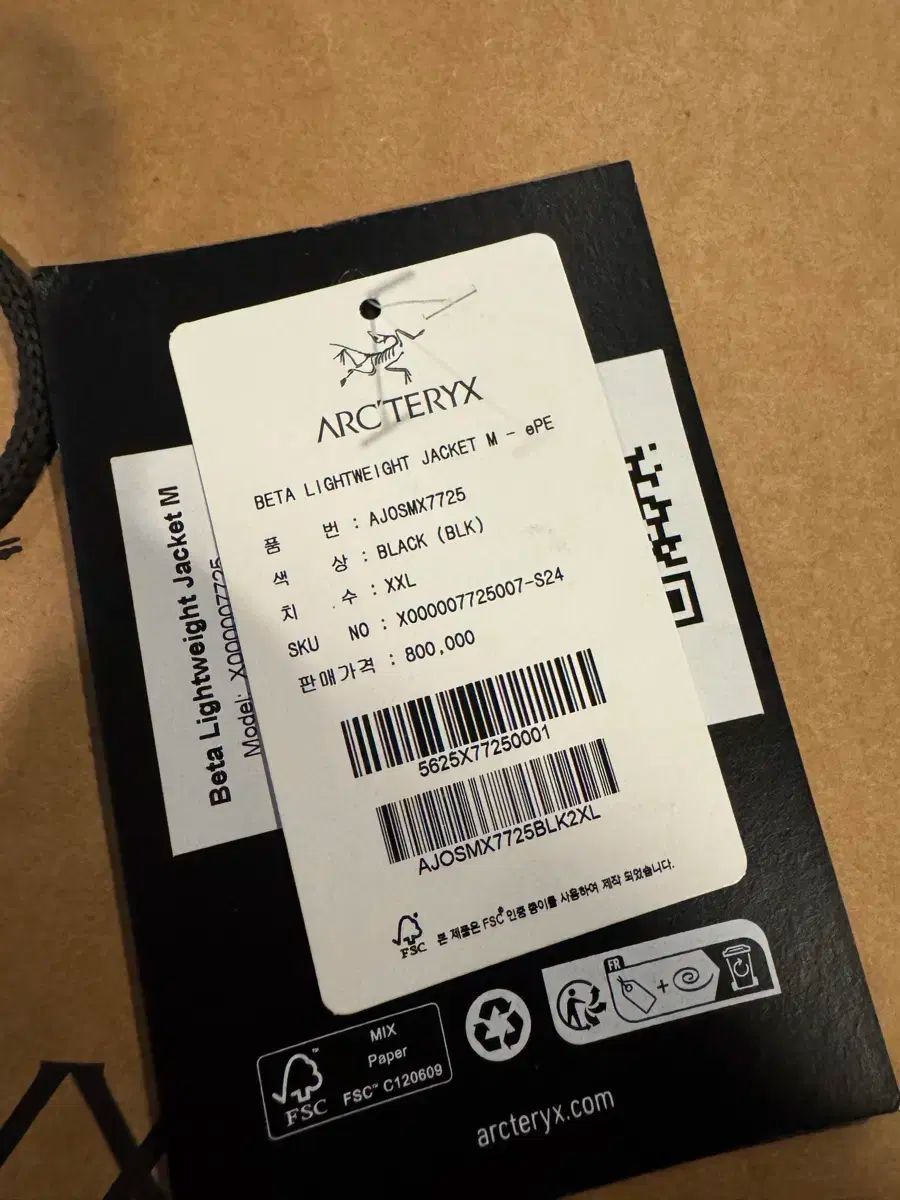 ARC'TERYX
BETA LIGHTWEIGHT JACKET M - ePE
품 번 : AJOSMX7725
색 상 : BLACK (BLK)
치 수 : XXL
SKU NO : X000007725007-S24
판매가격 : 800,000
5625X77250001
AJOSMX7725BLK2XL
FSC 본 제품은 FSC® 인증 종이를 사용하여 제작 되었습니다.
Beta Lightweight Jacket M
Model: X000007725
FSC™
MIX
Paper
FSC™ C120609
FR
+
arcteryx.com